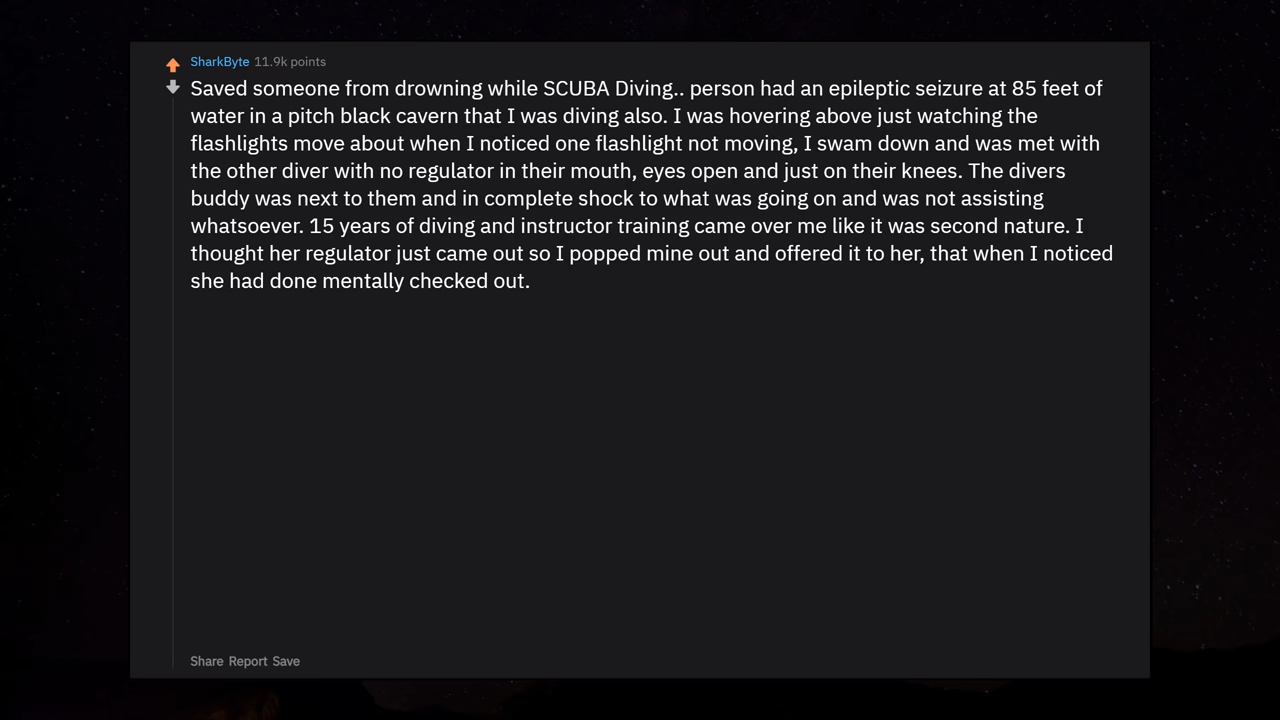 SharkByte 11.9k points
Saved someone from drowning while SCUBA Diving.. person had an epileptic seizure at 85 feet of
water in a pitch black cavern that I was diving also. I was hovering above just watching the
flashlights move about when I noticed one flashlight not moving, I swam down and was met with
the other diver with no regulator in their mouth, eyes open and just on their knees. The divers
buddy was next to them and in complete shock to what was going on and was not assisting
whatsoever. 15 years of diving and instructor training came over me like it was second nature. I
thought her regulator just came out so I popped mine out and offered it to her, that when I noticed
she had done mentally checked out.
Share Report Save